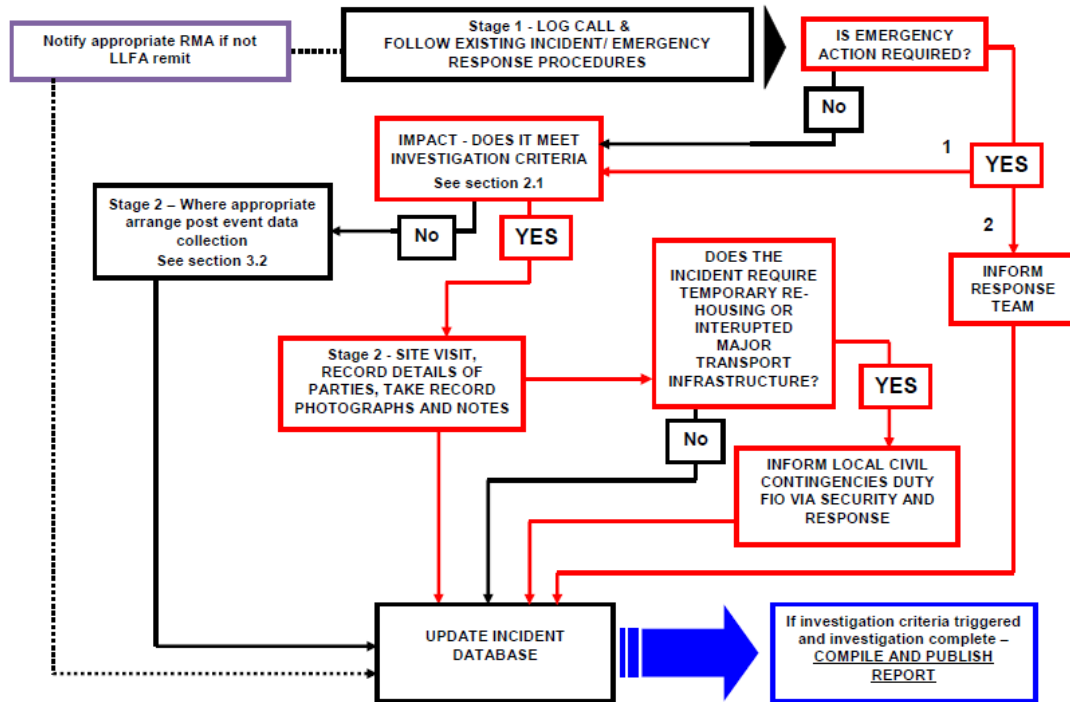 Notify appropriate RMA if not
LLFA remit
Stage 1 - LOG CALL &
FOLLOW EXISTING INCIDENT/ EMERGENCY
RESPONSE PROCEDURES
IS EMERGENCY
ACTION REQUIRED?
No
IMPACT - DOES IT MEET
INVESTIGATION CRITERIA
See section 2.1
1
YES
Stage 2 – Where appropriate
arrange post event data
collection
See section 3.2
No
YES
2
DOES THE
INCIDENT REQUIRE
TEMPORARY RE-
HOUSING OR
INTERUPTED
MAJOR
TRANSPORT
INFRASTRUCTURE?
INFORM
RESPONSE
TEAM
Stage 2 - SITE VISIT,
RECORD DETAILS OF
PARTIES, TAKE RECORD
PHOTOGRAPHS AND NOTES
YES
No
INFORM LOCAL CIVIL
CONTINGENCIES DUTY
FIO VIA SECURITY AND
RESPONSE
UPDATE INCIDENT
DATABASE
If investigation criteria triggered
and investigation complete –
COMPILE AND PUBLISH
REPORT